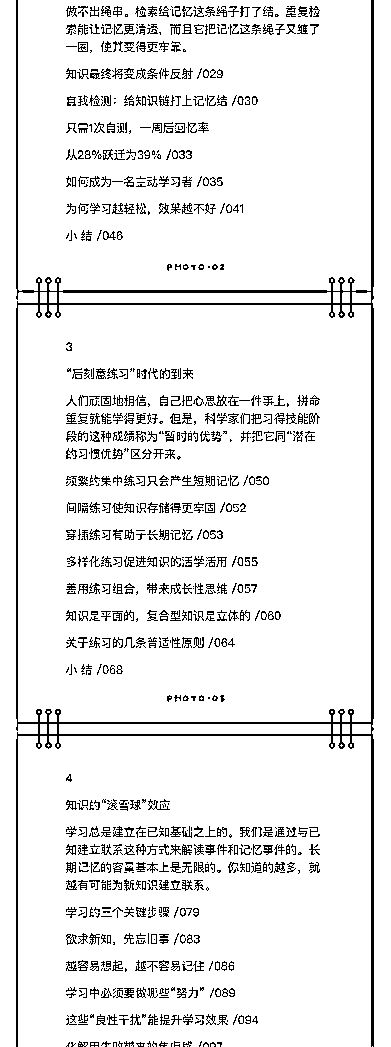 做不出绳串。检索给记忆这条绳子打了结。重复检
索能让记忆更清透，而且它把记忆这条绳子又缠了
一圈，使其变得更牢靠。
知识最终将变成条件反射 /029
自我检测：给知识链打上记忆结 /030
只需1次自测，一周后回忆率
从28%跃迁为39% /033
如何成为一名主动学习者 /035
为何学习越轻松，效果越不好 /041
小 结 /046
PHOTO·02
3
“后刻意练习”时代的到来
人们顽固地相信，自己把心思放在一件事上，拼命
重复就能学得更好。但是，科学家们把习得技能阶
段的这种成绩称为“暂时的优势”，并把它同“潜在
的习惯优势”区分开来。
频繁的集中练习只会产生短期记忆 /050
间隔练习使知识存储得更牢固 /052
穿插练习有助于长期记忆 /053
多样化练习促进知识的活学活用 /055
善用练习组合，带来成长性思维 /057
知识是平面的，复合型知识是立体的 /060
关于练习的几条普适性原则 /064
小 结 /068
PHOTO·03
4
知识的“滚雪球”效应
学习总是建立在已知基础之上的。我们是通过与已
知建立联系这种方式来解读事件和记忆事件的。长
期记忆的容量基本上是无限的。你知道的越多，就
越有可能为新知识建立联系。
学习的三个关键步骤 /079
欲求新知，先忘旧事 /083
越容易想起，越不容易记住 /086
学习中必须要做哪些“努力” /089
这些“良性干扰”能提升学习效果 /094
化解因失败带来的焦虑感 /097